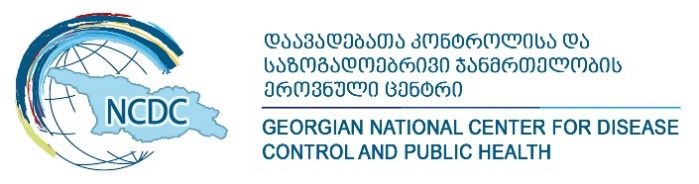 NCDC
დაავადებათა კონტროლისა და
საზოგადოებრივი ჯანმრთელობის
ეროვნული ცენტრი
GEORGIAN NATIONAL CENTER FOR DISEASE
CONTROL AND PUBLIC HEALTH